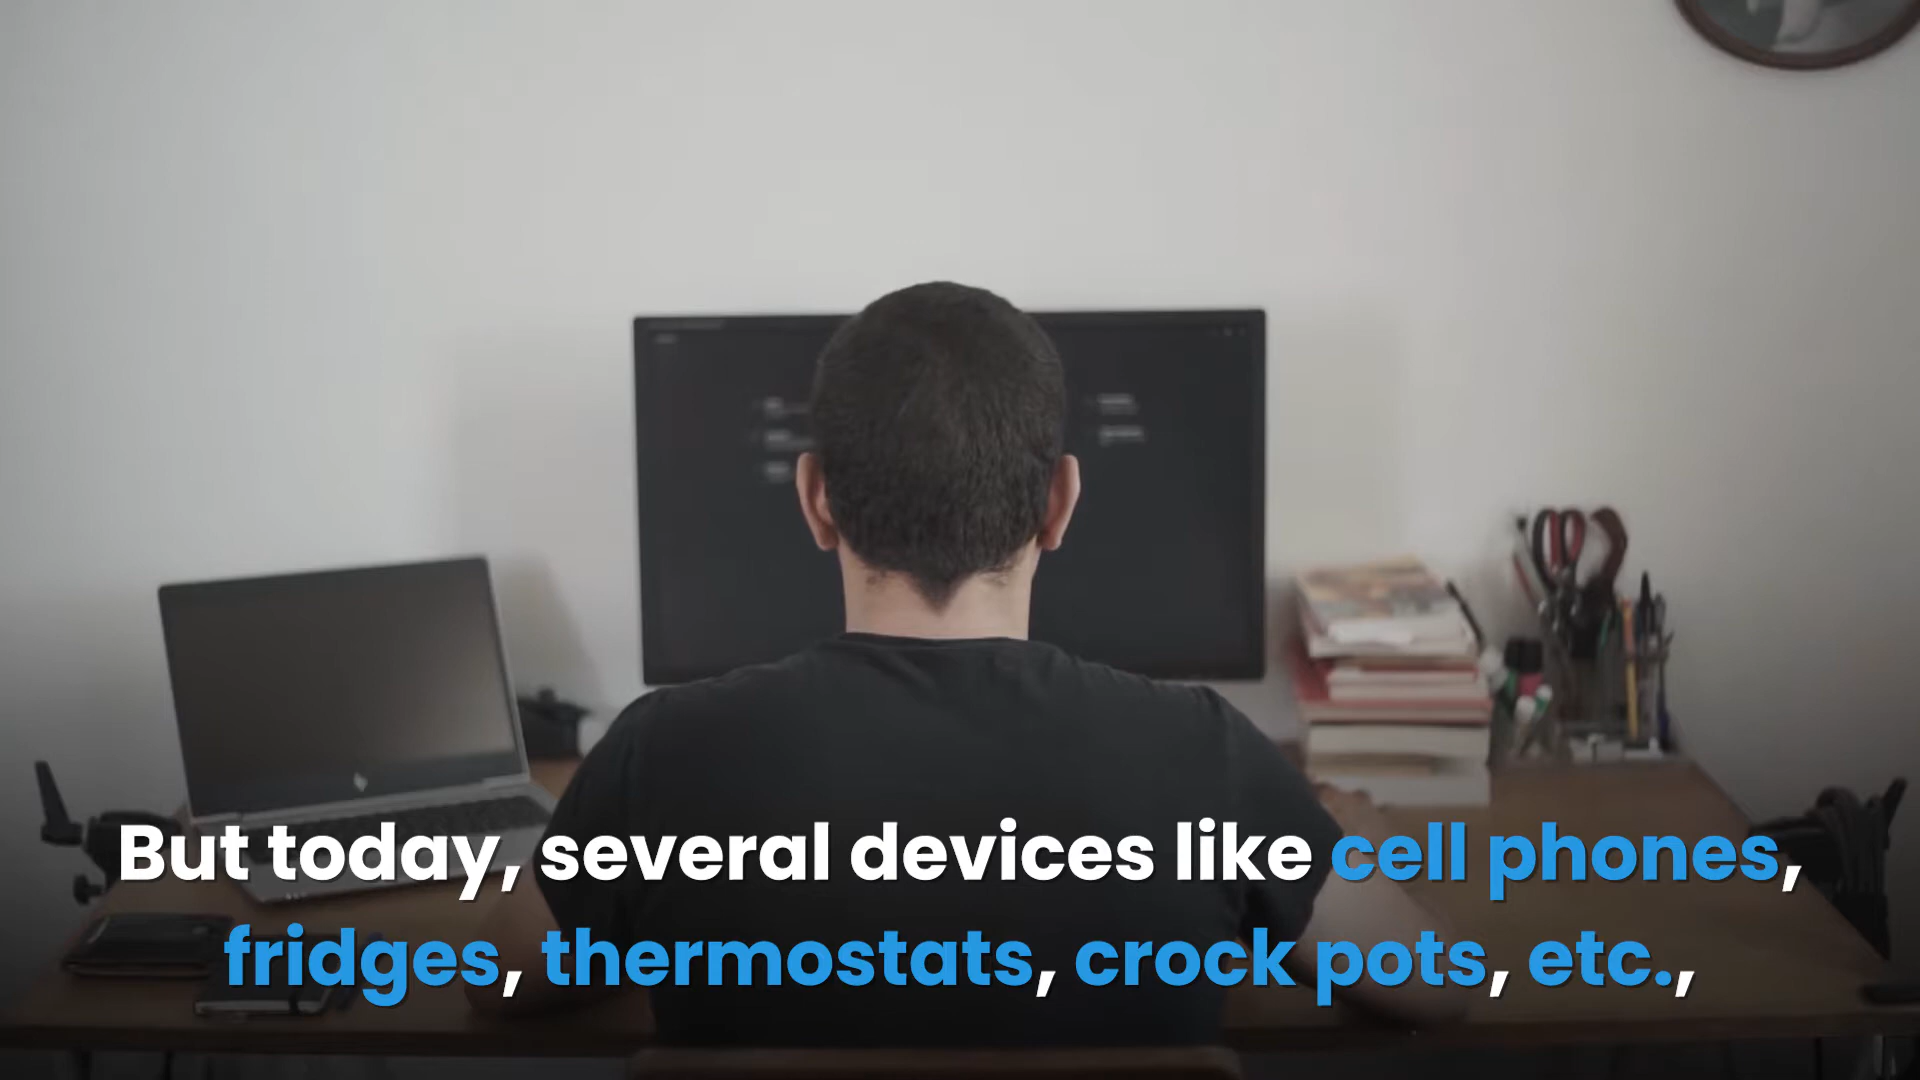 But today, several devices like cell phones,
fridges, thermostats, crock pots, etc.,